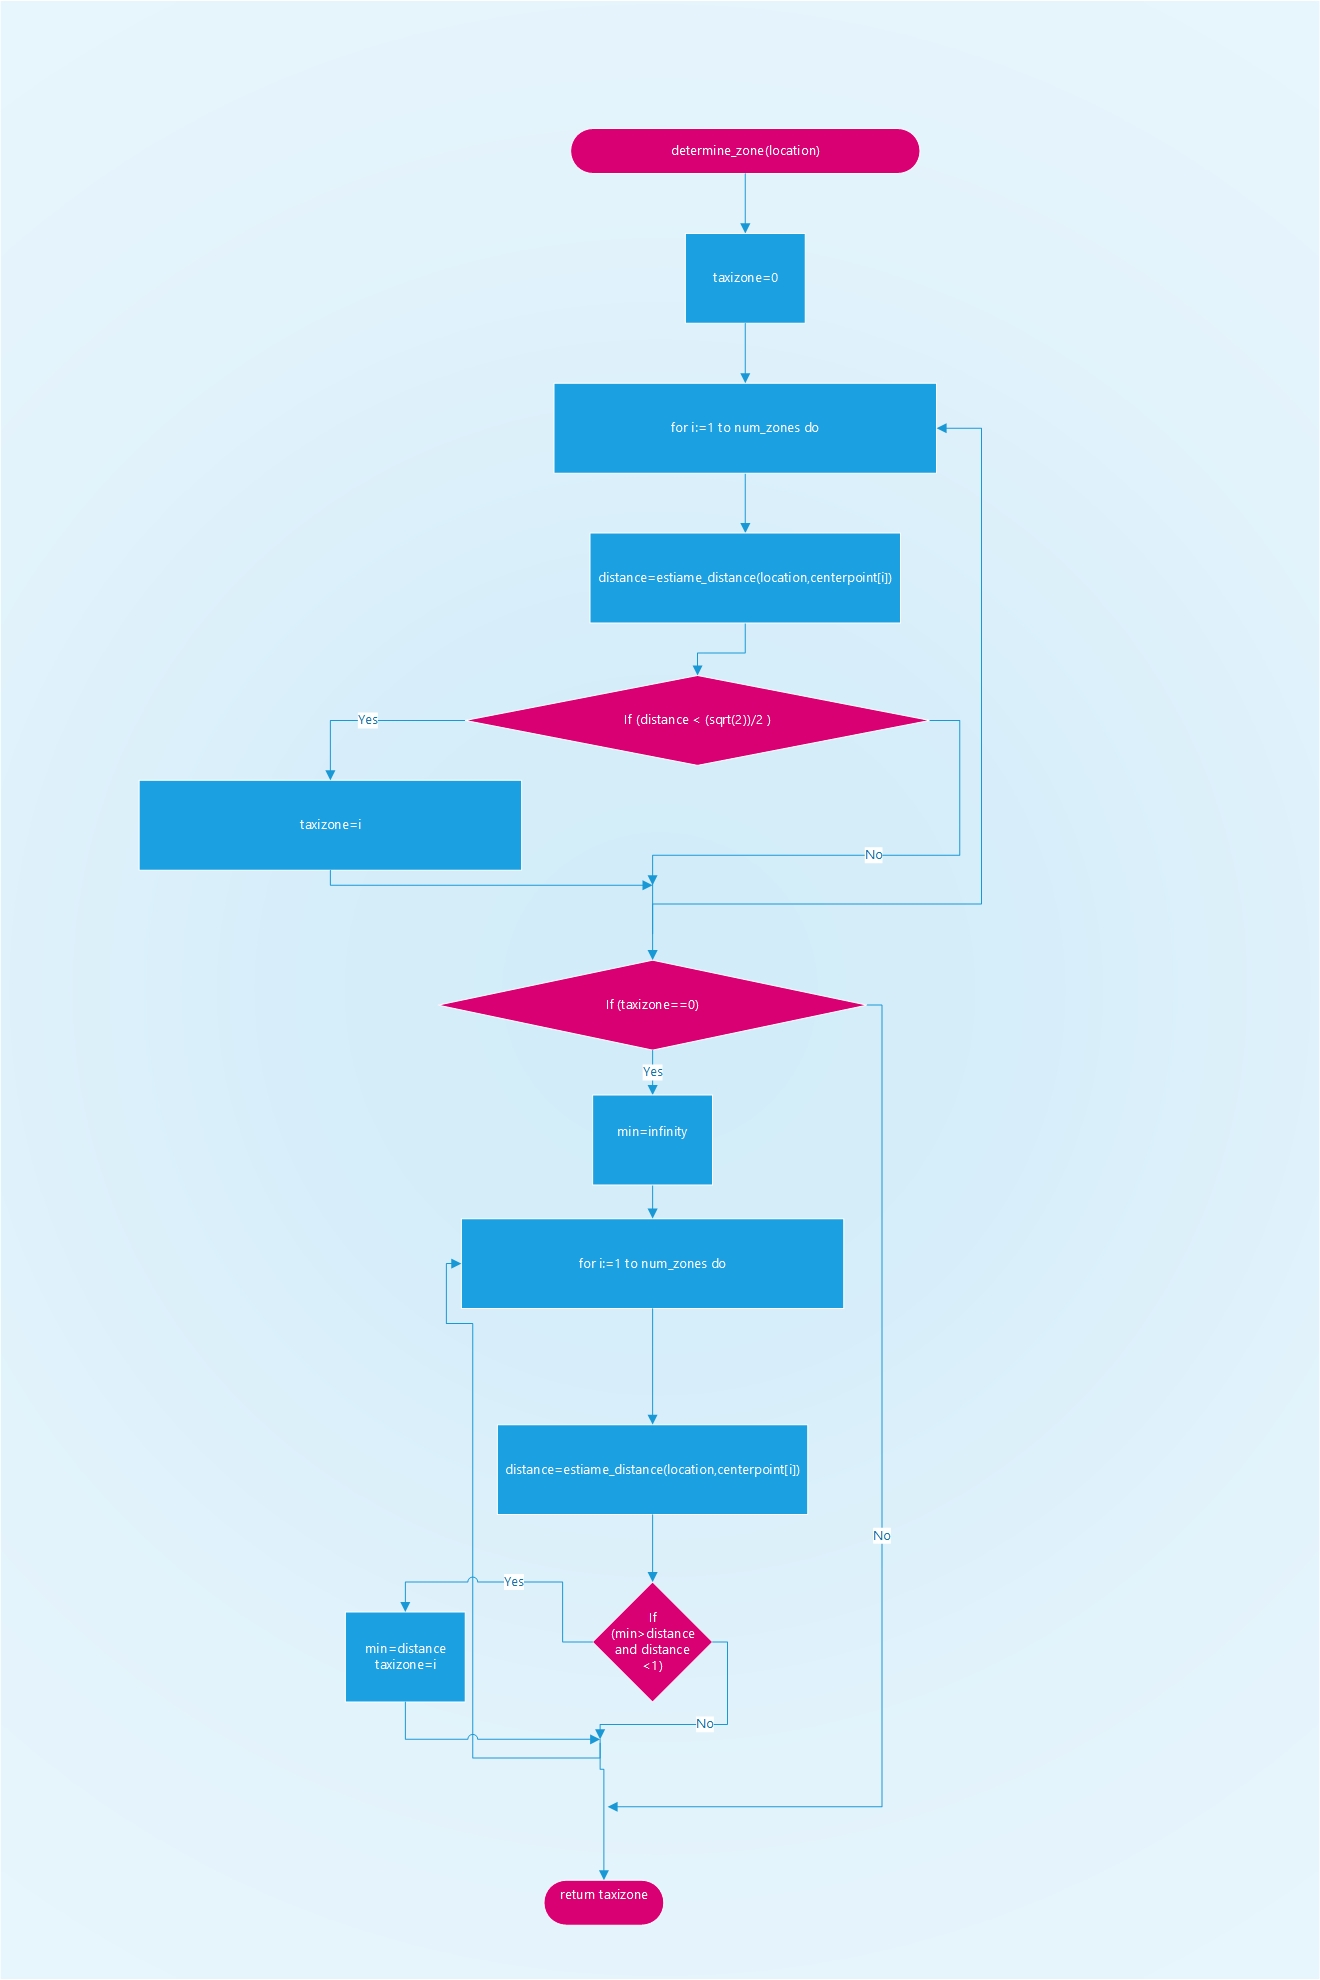 determine_zone(location)
taxizone=0
for i:=1 to num_zones do
distance=estiame_distance(location,centerpoint[i])
If (distance < (sqrt(2))/2 )
Yes
taxizone=i
No
If (taxizone==0)
Yes
min=infinity
for i:=1 to num_zones do
distance=estiame_distance(location,centerpoint[i])
No
Yes
If
(min>distance
and distance
<1)
min=distance
taxizone=i
No
return taxizone